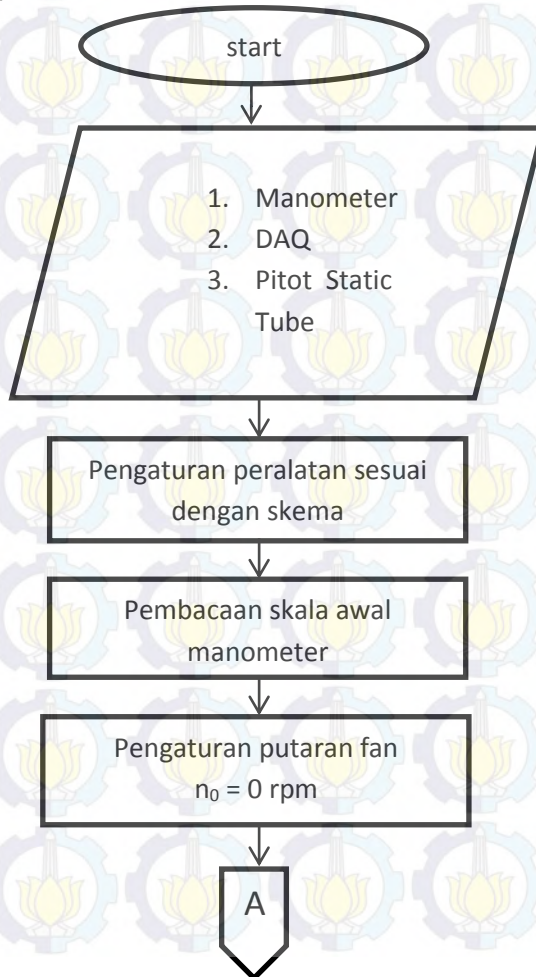 start
1. Manometer
2. DAQ
3. Pitot Static
Tube
Pengaturan peralatan sesuai
dengan skema
Pembacaan skala awal
manometer
Pengaturan putaran fan
n₀ = 0 rpm
A